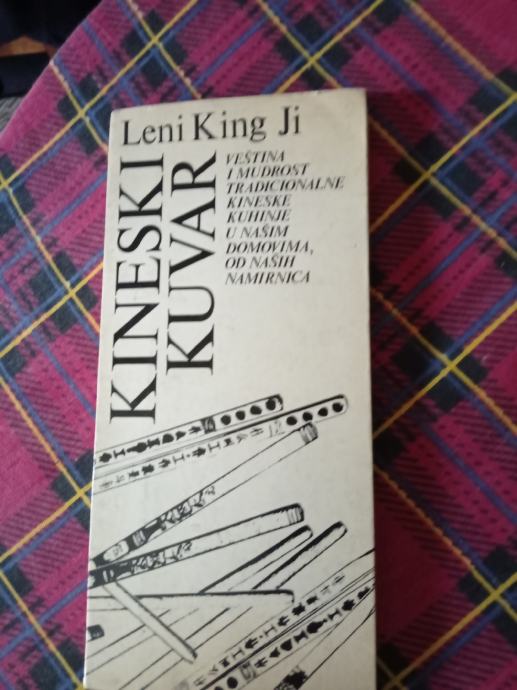 Leni King Ji
KINESKI
KUVAR
VEŠTINA
I MUDROST
TRADICIONALNE
KINESKE
KUHINJE
U NAŠIM
DOMOVIMA,
OD NAŠIH
NAMIRNICA